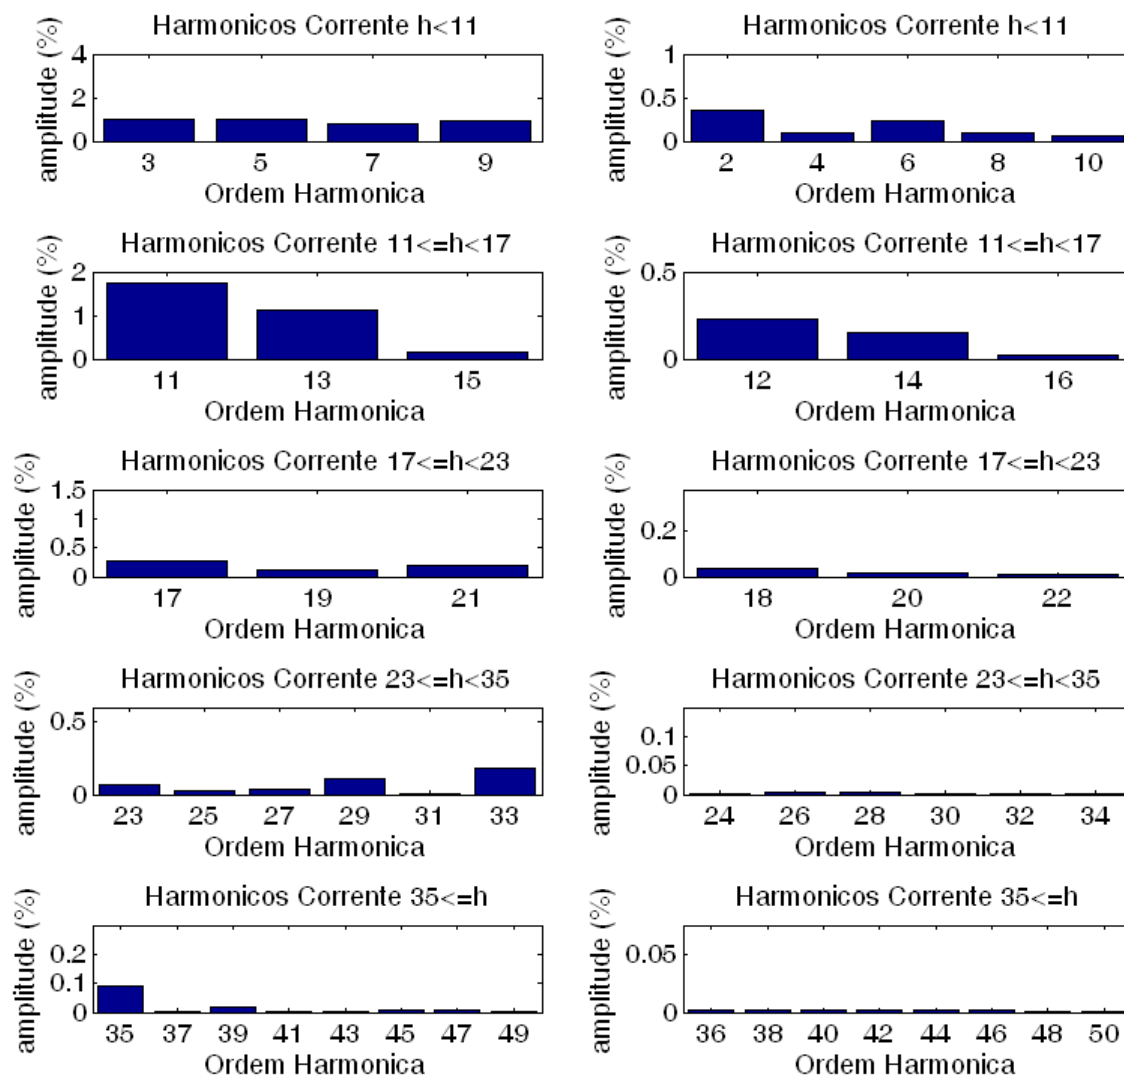 Harmonicos Corrente h<11
amplitude (%)
4
2
0
3 5 7 9
Ordem Harmonica
Harmonicos Corrente h<11
amplitude (%)
1
0.5
0
2 4 6 8 10
Ordem Harmonica
Harmonicos Corrente 11<=h<17
amplitude (%)
2
1
0
11 13 15
Ordem Harmonica
Harmonicos Corrente 11<=h<17
amplitude (%)
0.5
0
12 14 16
Ordem Harmonica
Harmonicos Corrente 17<=h<23
amplitude (%)
1.5
1
0.5
0
17 19 21
Ordem Harmonica
Harmonicos Corrente 17<=h<23
amplitude (%)
0.2
0
18 20 22
Ordem Harmonica
Harmonicos Corrente 23<=h<35
amplitude (%)
0.5
0
23 25 27 29 31 33
Ordem Harmonica
Harmonicos Corrente 23<=h<35
amplitude (%)
0.1
0.05
0
24 26 28 30 32 34
Ordem Harmonica
Harmonicos Corrente 35<=h
amplitude (%)
0.2
0.1
0
35 37 39 41 43 45 47 49
Ordem Harmonica
Harmonicos Corrente 35<=h
amplitude (%)
0.05
0
36 38 40 42 44 46 48 50
Ordem Harmonica